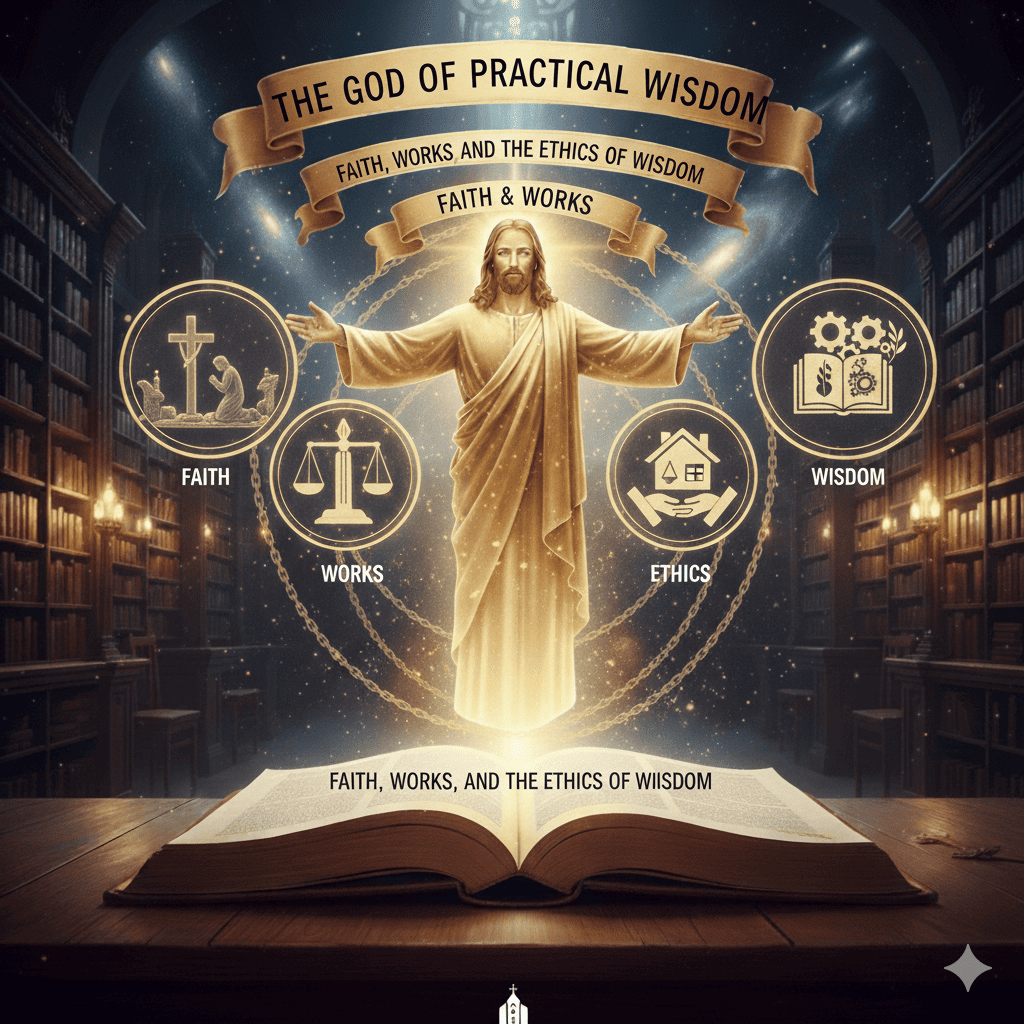 THE GOD OF PRACTICAL WISDOM
FAITH, WORKS AND THE ETHICS OF WISDOM
FAITH & WORKS
FAITH
WISDOM
WORKS
ETHICS
FAITH, WORKS, AND THE ETHICS OF WIISDOM